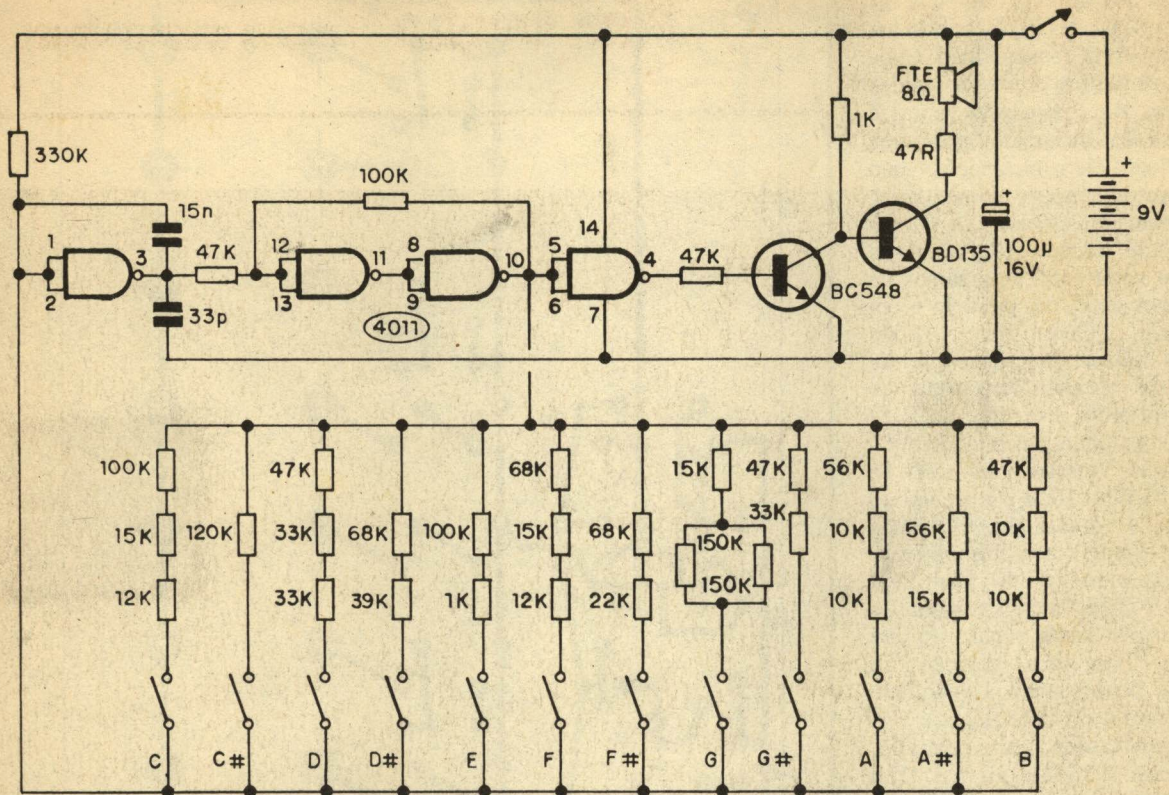 FTE
8Ω
1K
330K
47R
100K
15n
+
+
14
9V
1
12
8
5
3
47K
11
10
4
47K
100µ
16V
BD135
2
13
9
6
7
BC548
33p
4011
100K
47K
68K
15K
47K
56K
47K
33K
15K
120K
33K
68K
100K
15K
68K
150K
10K
56K
10K
150K
12K
33K
39K
1K
12K
22K
10K
15K
10K
C
C#
D
D#
E
F
F#
G
G#
A
A#
B